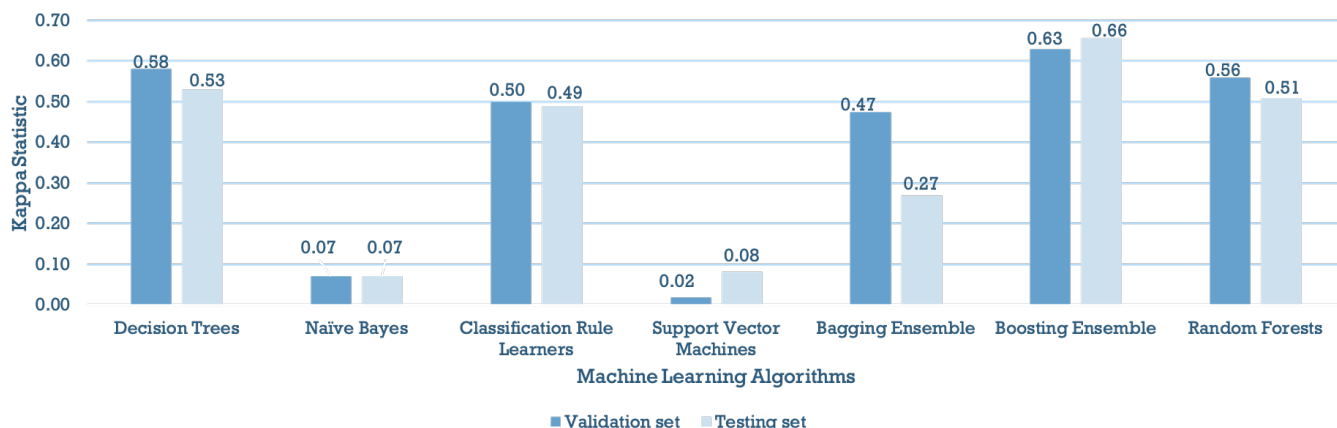 Kappa Statistic
0.70
0.60
0.50
0.40
0.30
0.20
0.10
0.00
0.58
0.53
0.07
0.07
0.50
0.49
0.02
0.08
0.47
0.27
0.63
0.66
0.56
0.51
Decision Trees
Naïve Bayes
Classification Rule
Learners
Support Vector
Machines
Bagging Ensemble
Boosting Ensemble
Random Forests
Machine Learning Algorithms
Validation set
Testing set